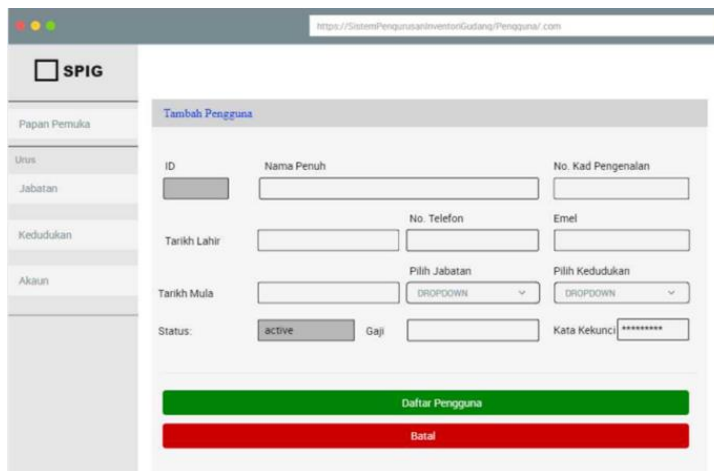 https://SistemPengurusanInventoriGudang/Pengguna/.com
SPIG
Papan Pemuka
Urus
Jabatan
Kedudukan
Akaun
Tambah Pengguna
ID Nama Penuh No. Kad Pengenalan
No. Telefon Emel
Tarikh Lahir
Pilih Jabatan Pilih Kedudukan
Tarikh Mula DROPDOWN DROPDOWN
Status: active Gaji Kata Kekunci *********
Daftar Pengguna
Batal